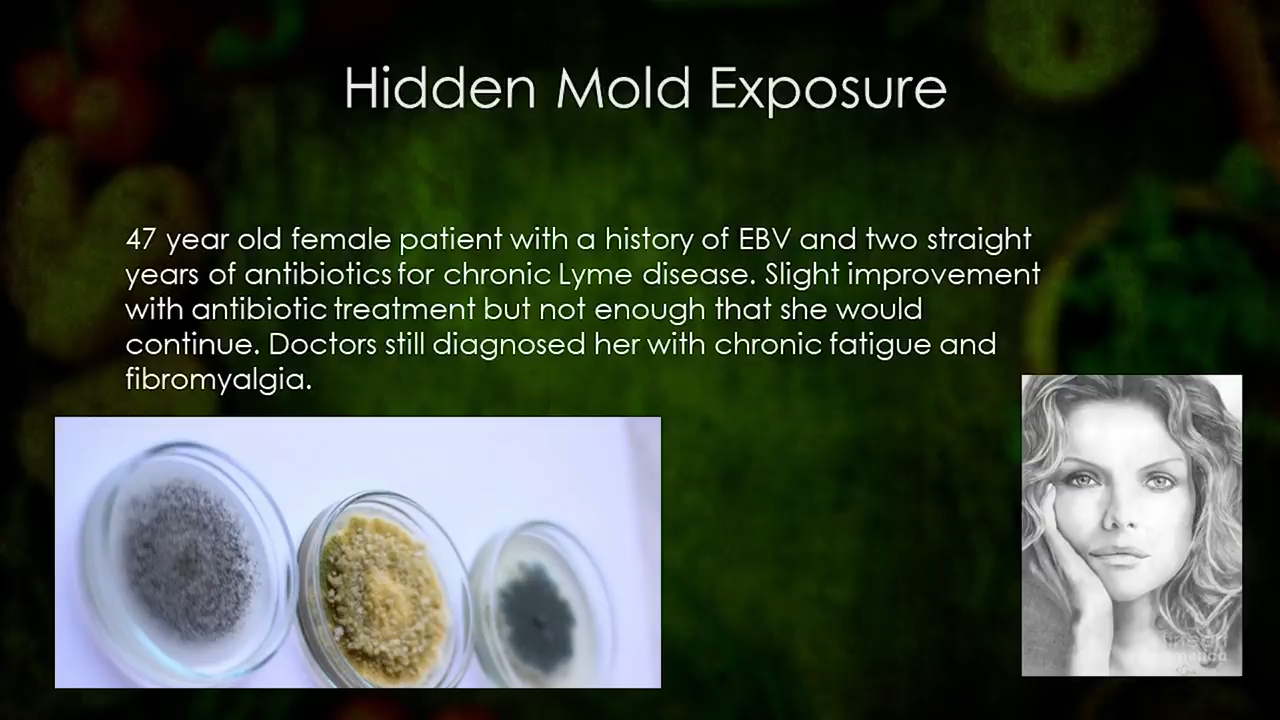 Hidden Mold Exposure
47 year old female patient with a history of EBV and two straight
years of antibiotics for chronic Lyme disease. Slight improvement
with antibiotic treatment but not enough that she would
continue. Doctors still diagnosed her with chronic fatigue and
fibromyalgia.